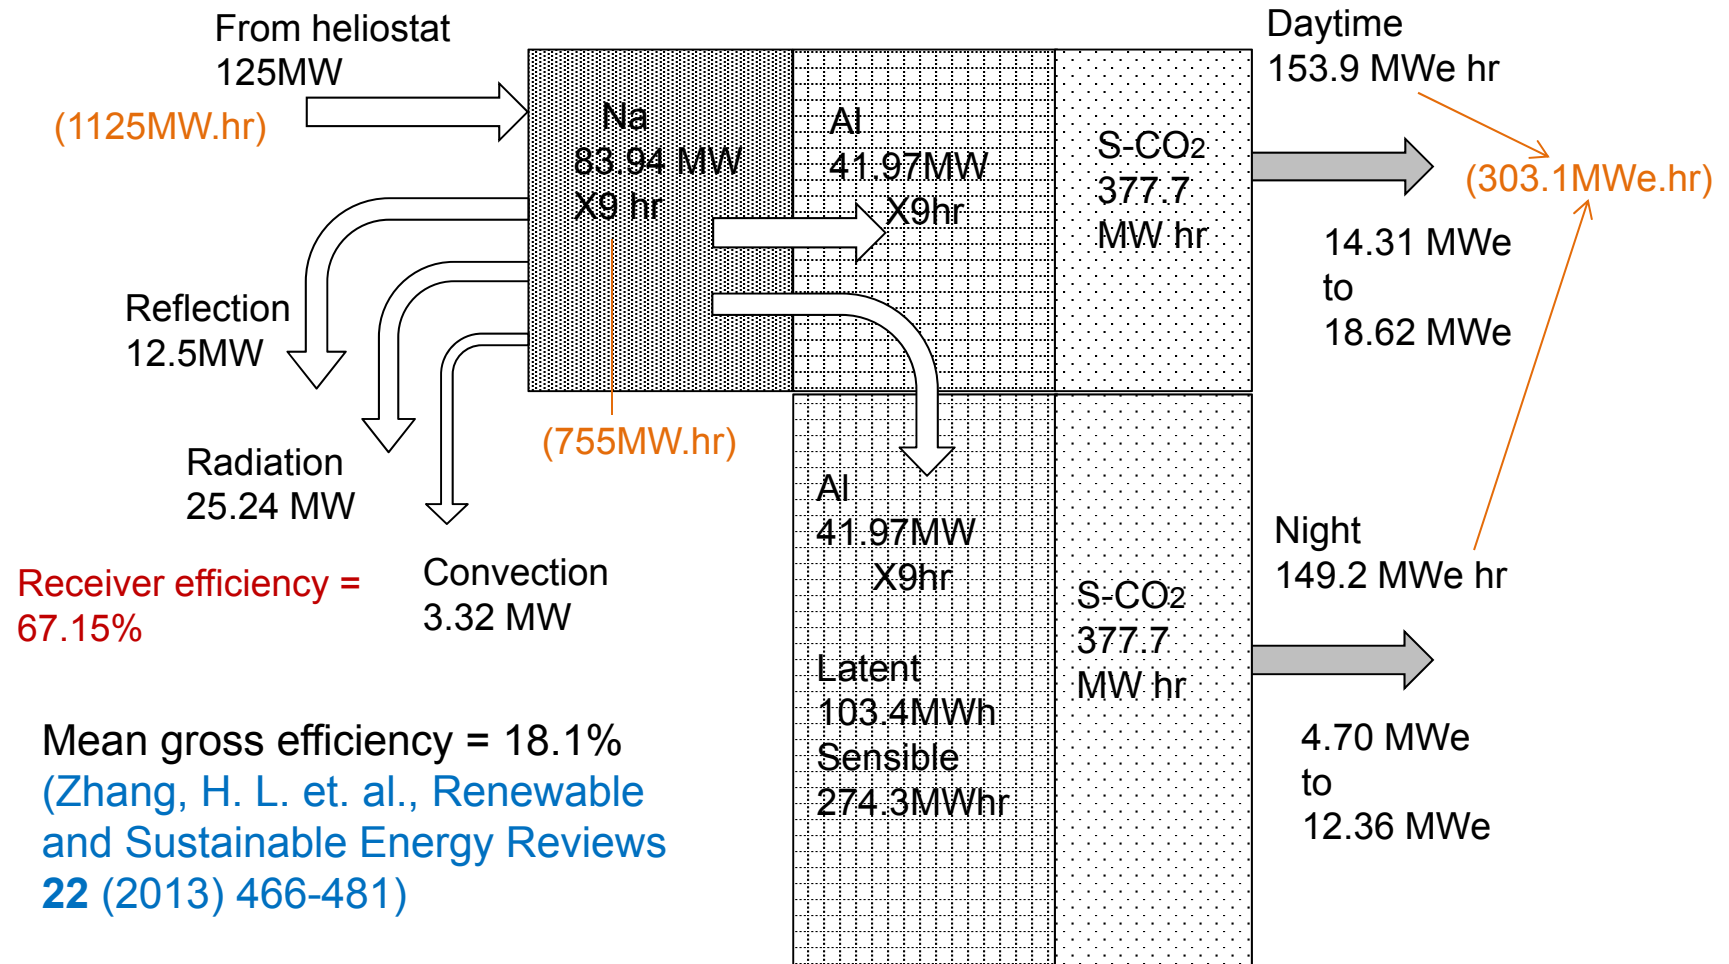 From heliostat
125MW
(1125MW.hr)
Na
83.94 MW
X9 hr
Al
41.97MW
X9hr
S-CO2
377.7
MW hr
Daytime
153.9 MWe hr
(303.1MWe.hr)
14.31 MWe
to
18.62 MWe
Reflection
12.5MW
(755MW.hr)
Radiation
25.24 MW
Convection
3.32 MW
Receiver efficiency =
67.15%
Al
41.97MW
X9hr
Latent
103.4MWh
Sensible
274.3MWhr
S-CO2
377.7
MW hr
Night
149.2 MWe hr
4.70 MWe
to
12.36 MWe
Mean gross efficiency = 18.1%
(Zhang, H. L. et. al., Renewable
and Sustainable Energy Reviews
22 (2013) 466-481)